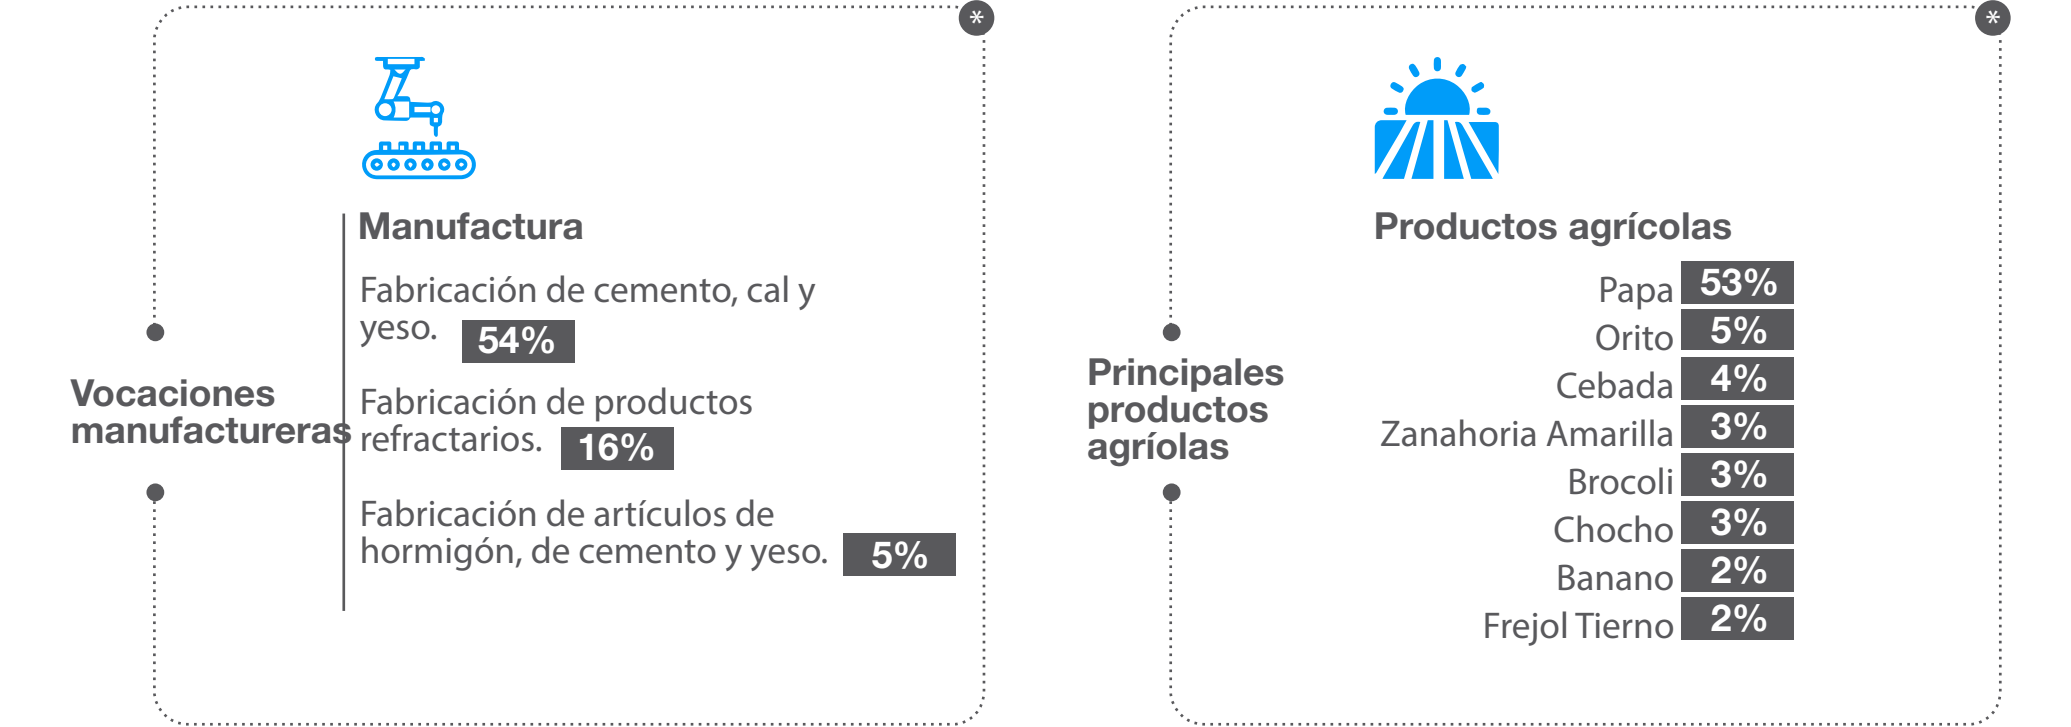 *
Manufactura
Fabricación de cemento, cal y
yeso. 54%
Vocaciones
manufactureras
Fabricación de productos
refractarios. 16%
Fabricación de artículos de
hormigón, de cemento y yeso. 5%
*
Productos agrícolas
Principales
productos
agríolas
Papa 53%
Orito 5%
Cebada 4%
Zanahoria Amarilla 3%
Brocoli 3%
Chocho 3%
Banano 2%
Frejol Tierno 2%